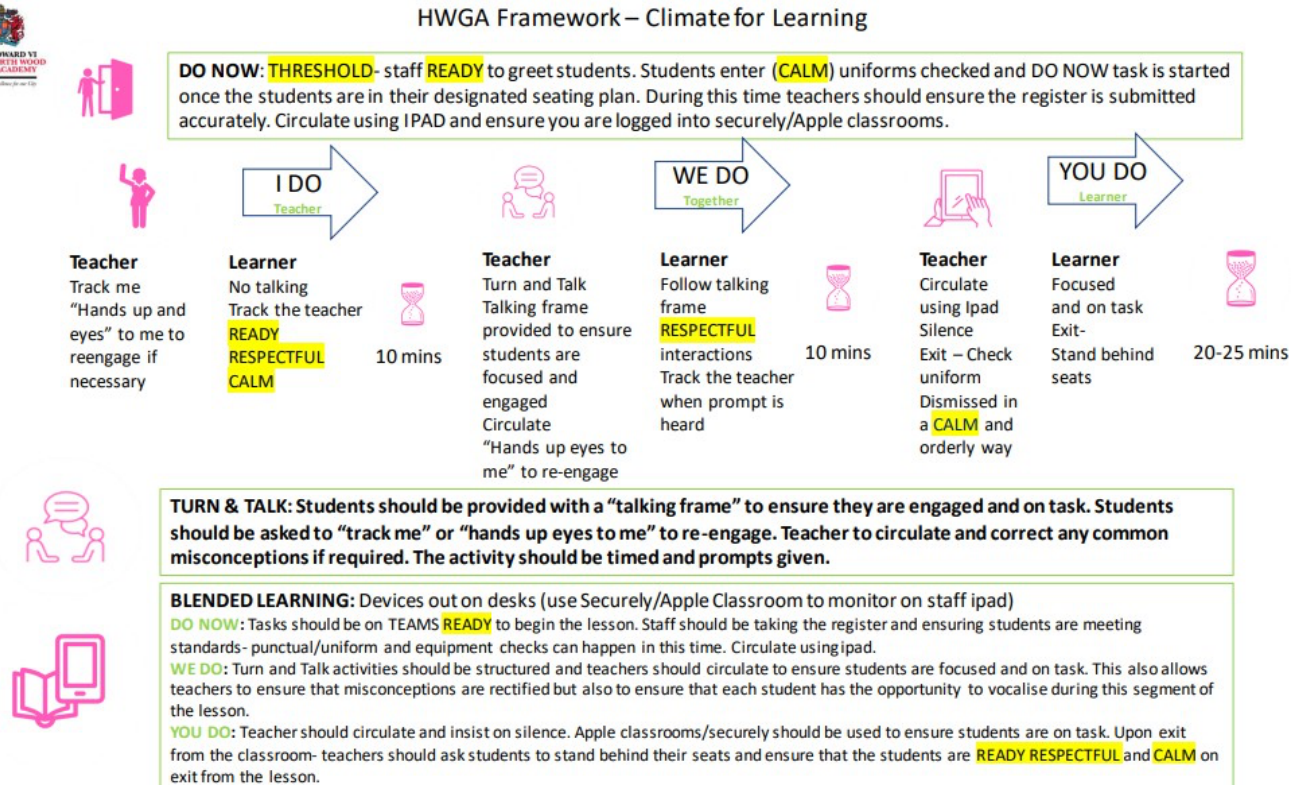 HWGA Framework – Climate for Learning
WARD VI
RTH WOOD
CADEMY
DO NOW: THRESHOLD- staff READY to greet students. Students enter (CALM) uniforms checked and DO NOW task is started
once the students are in their designated seating plan. During this time teachers should ensure the register is submitted
accurately. Circulate using IPAD and ensure you are logged into securely/Apple classrooms.
I DO
Teacher
WE DO
Together
YOU DO
Learner
Teacher
Track me
“Hands up and
eyes” to me to
reengage if
necessary
Learner
No talking
Track the teacher
READY
RESPECTFUL
CALM
10 mins
Teacher
Turn and Talk
Talking frame
provided to ensure
students are
focused and
engaged
Circulate
“Hands up eyes to
me” to re-engage
Learner
Follow talking
frame
RESPECTFUL
interactions
Track the teacher
when prompt is
heard
10 mins
Teacher
Circulate
using Ipad
Silence
Exit – Check
uniform
Dismissed in
a CALM and
orderly way
Learner
Focused
and on task
Exit-
Stand behind
seats
20-25 mins
TURN & TALK: Students should be provided with a “talking frame” to ensure they are engaged and on task. Students
should be asked to “track me” or “hands up eyes to me” to re-engage. Teacher to circulate and correct any common
misconceptions if required. The activity should be timed and prompts given.
BLENDED LEARNING: Devices out on desks (use Securely/Apple Classroom to monitor on staff ipad)
DO NOW: Tasks should be on TEAMS READY to begin the lesson. Staff should be taking the register and ensuring students are meeting
standards- punctual/uniform and equipment checks can happen in this time. Circulate using ipad.
WE DO: Turn and Talk activities should be structured and teachers should circulate to ensure students are focused and on task. This also allows
teachers to ensure that misconceptions are rectified but also to ensure that each student has the opportunity to vocalise during this segment of
the lesson.
YOU DO: Teacher should circulate and insist on silence. Apple classrooms/securely should be used to ensure students are on task. Upon exit
from the classroom- teachers should ask students to stand behind their seats and ensure that the students are READY RESPECTFUL and CALM on
exit from the lesson.